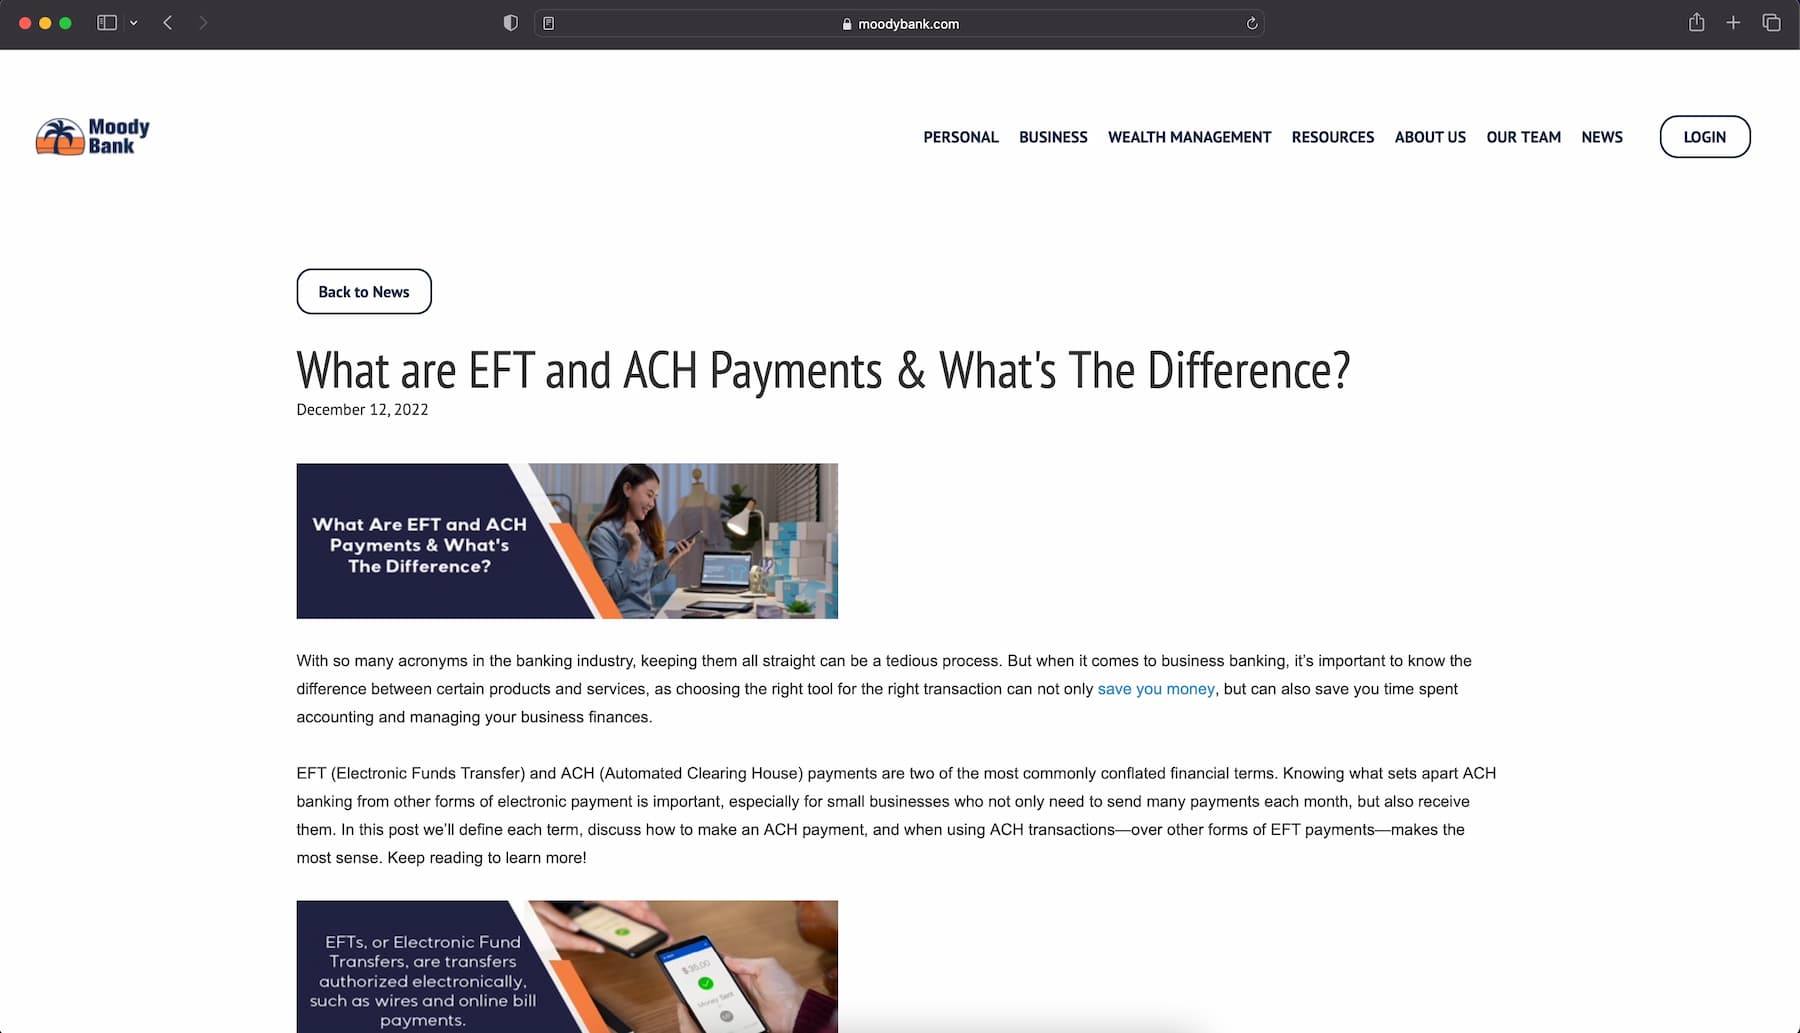 moodybank.com
Moody
Bank
PERSONAL BUSINESS WEALTH MANAGEMENT RESOURCES ABOUT US OUR TEAM NEWS LOGIN
Back to News
What are EFT and ACH Payments & What's The Difference?
December 12, 2022
What Are EFT and ACH
Payments & What's
The Difference?
With so many acronyms in the banking industry, keeping them all straight can be a tedious process. But when it comes to business banking, it’s important to know the
difference between certain products and services, as choosing the right tool for the right transaction can not only save you money, but can also save you time spent
accounting and managing your business finances.
EFT (Electronic Funds Transfer) and ACH (Automated Clearing House) payments are two of the most commonly conflated financial terms. Knowing what sets apart ACH
banking from other forms of electronic payment is important, especially for small businesses who not only need to send many payments each month, but also receive
them. In this post we’ll define each term, discuss how to make an ACH payment, and when using ACH transactions—over other forms of EFT payments—makes the
most sense. Keep reading to learn more!
EFTs, or Electronic Fund
Transfers, are transfers
authorized electronically,
such as wires and online bill
payments.
$35.00
Money Sent